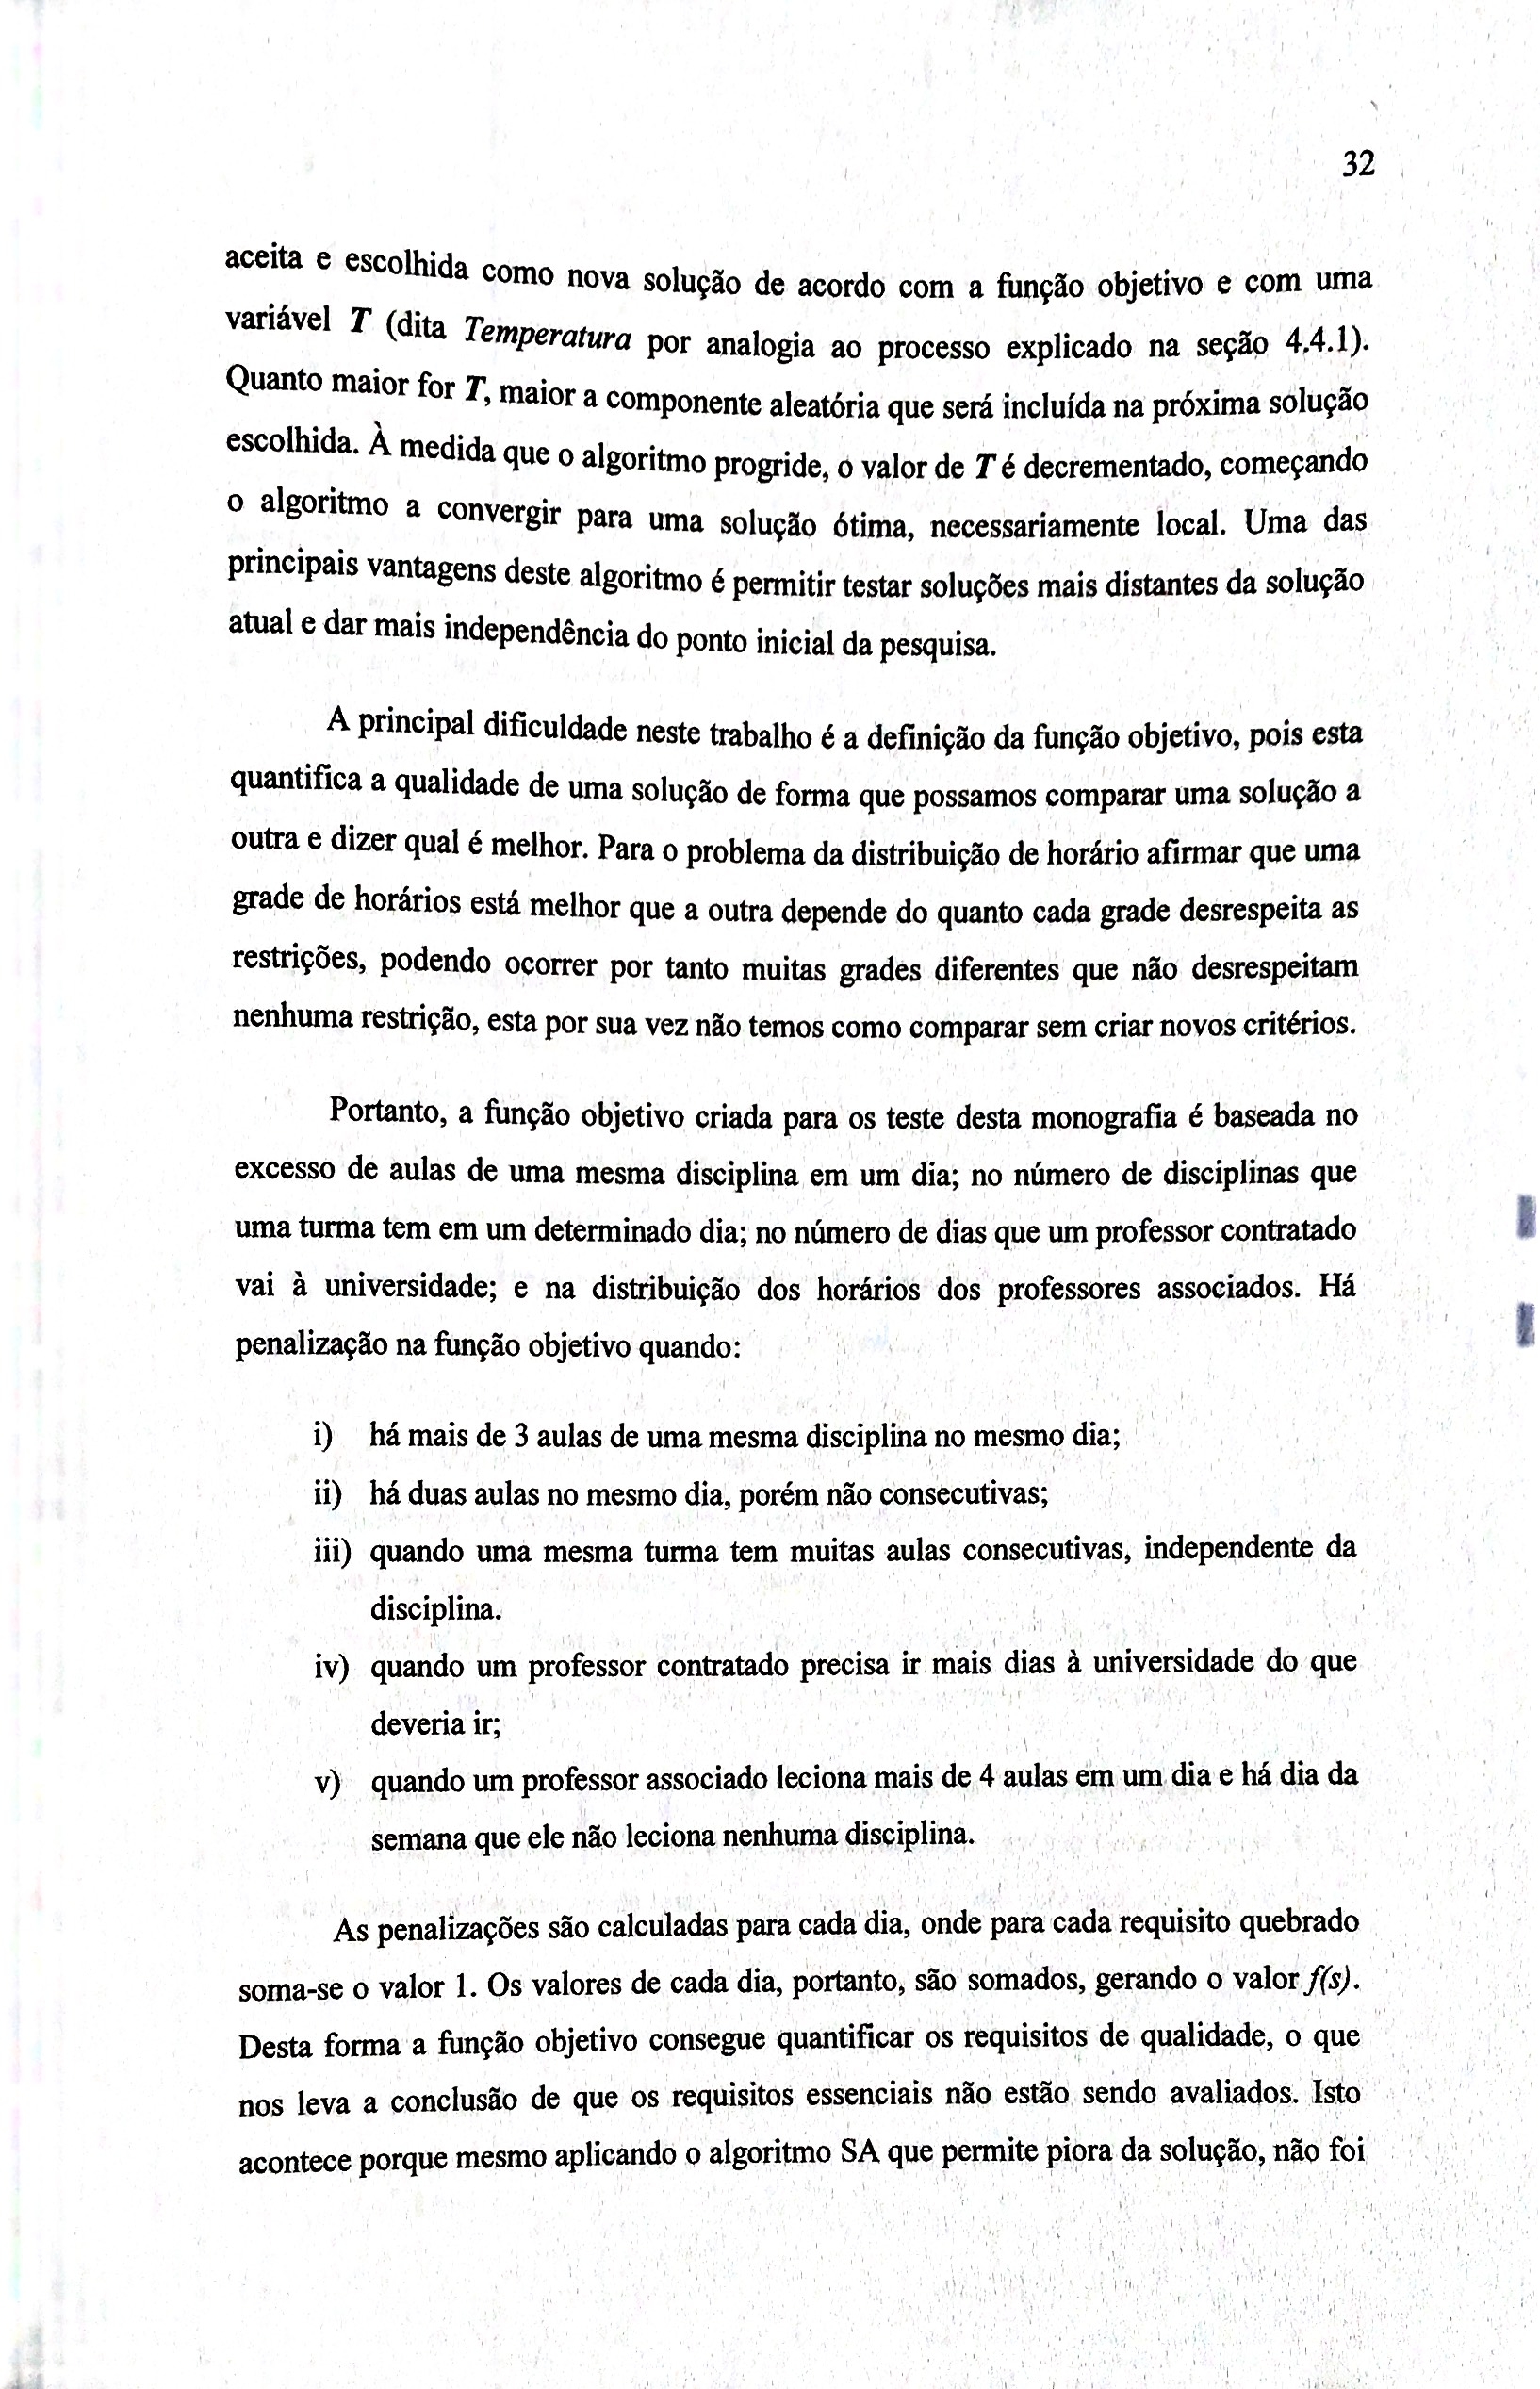 32
aceita e escolhida como nova solução de acordo com a função objetivo e com uma
variável T (dita Temperatura por analogia ao processo explicado na seção 4.4.1).
Quanto maior for T, maior a componente aleatória que será incluída na próxima solução
escolhida. À medida que o algoritmo progride, o valor de T é decrementado, começando
o algoritmo a convergir para uma solução ótima, necessariamente local. Uma das
principais vantagens deste algoritmo é permitir testar soluções mais distantes da solução
atual e dar mais independência do ponto inicial da pesquisa.
A principal dificuldade neste trabalho é a definição da função objetivo, pois esta
quantifica a qualidade de uma solução de forma que possamos comparar uma solução a
outra e dizer qual é melhor. Para o problema da distribuição de horário afirmar que uma
grade de horários está melhor que a outra depende do quanto cada grade desrespeita as
restrições, podendo ocorrer por tanto muitas grades diferentes que não desrespeitam
nenhuma restrição, esta por sua vez não temos como comparar sem criar novos critérios.
Portanto, a função objetivo criada para os teste desta monografia é baseada no
excesso de aulas de uma mesma disciplina em um dia; no número de disciplinas que
uma turma tem em um determinado dia; no número de dias que um professor contratado
vai à universidade; e na distribuição dos horários dos professores associados. Há
penalização na função objetivo quando:
i) há mais de 3 aulas de uma mesma disciplina no mesmo dia;
ii) há duas aulas no mesmo dia, porém não consecutivas;
iii) quando uma mesma turma tem muitas aulas consecutivas, independente da
disciplina.
iv) quando um professor contratado precisa ir mais dias à universidade do que
deveria ir;
v) quando um professor associado leciona mais de 4 aulas em um dia e há dia da
semana que ele não leciona nenhuma disciplina.
As penalizações são calculadas para cada dia, onde para cada requisito quebrado
soma-se o valor 1. Os valores de cada dia, portanto, são somados, gerando o valor f(s).
Desta forma a função objetivo consegue quantificar os requisitos de qualidade, o que
nos leva a conclusão de que os requisitos essenciais não estão sendo avaliados. Isto
acontece porque mesmo aplicando o algoritmo SA que permite piora da solução, não foi